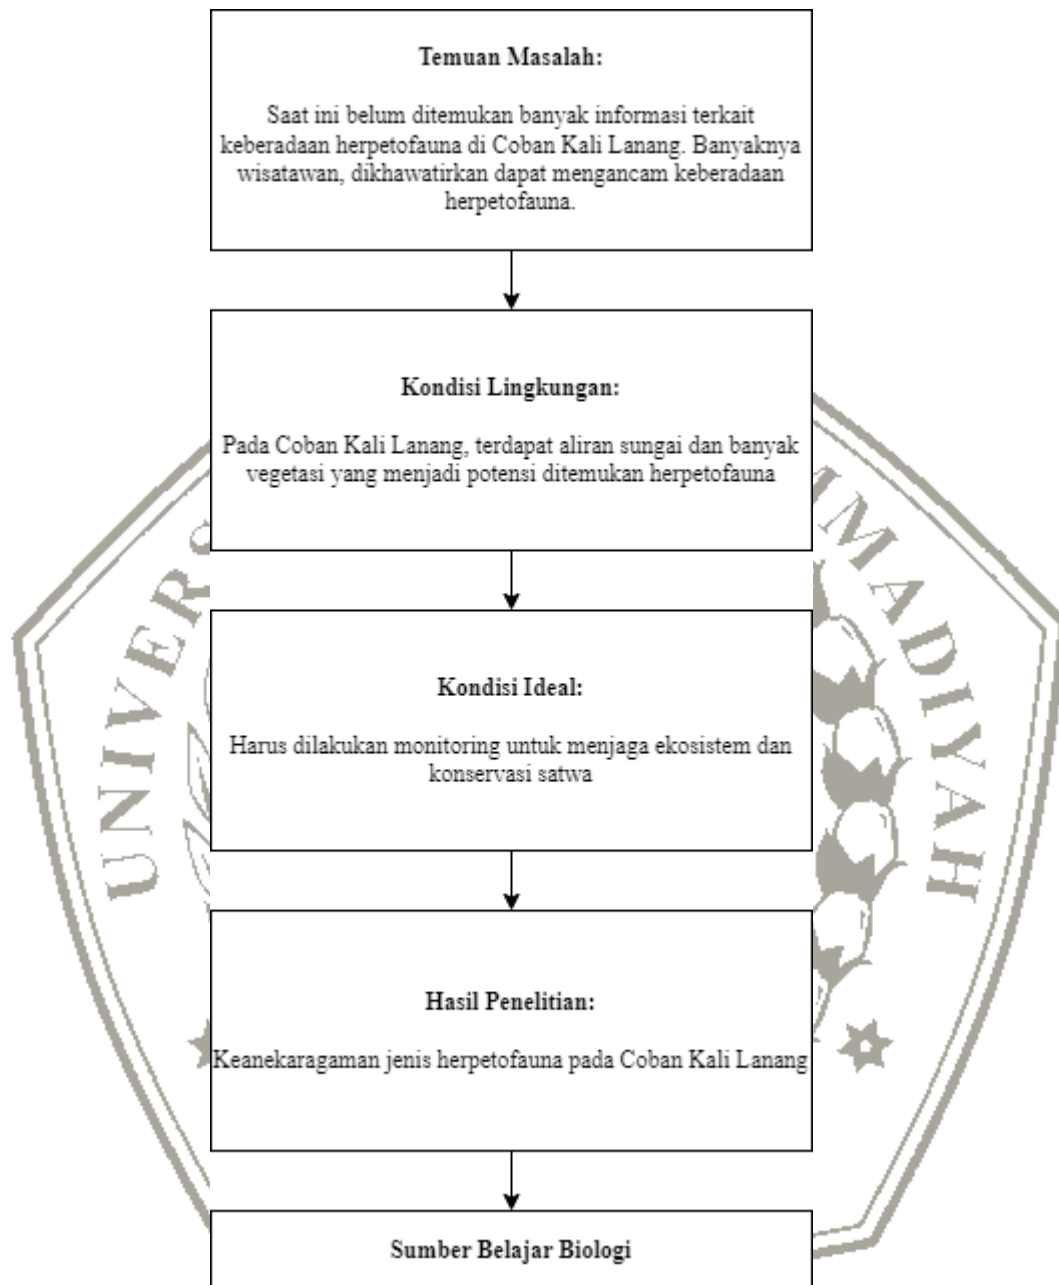 Temuan Masalah:
Saat ini belum ditemukan banyak informasi terkait
keberadaan herpetofauna di Coban Kali Lanang. Banyaknya
wisatawan, dikhawatirkan dapat mengancam keberadaan
herpetofauna.
Kondisi Lingkungan:
Pada Coban Kali Lanang, terdapat aliran sungai dan banyak
vegetasi yang menjadi potensi ditemukan herpetofauna
Kondisi Ideal:
Harus dilakukan monitoring untuk menjaga ekosistem dan
konservasi satwa
Hasil Penelitian:
Keanekaragaman jenis herpetofauna pada Coban Kali Lanang
Sumber Belajar Biologi
UNIVERS
MMADIYAH